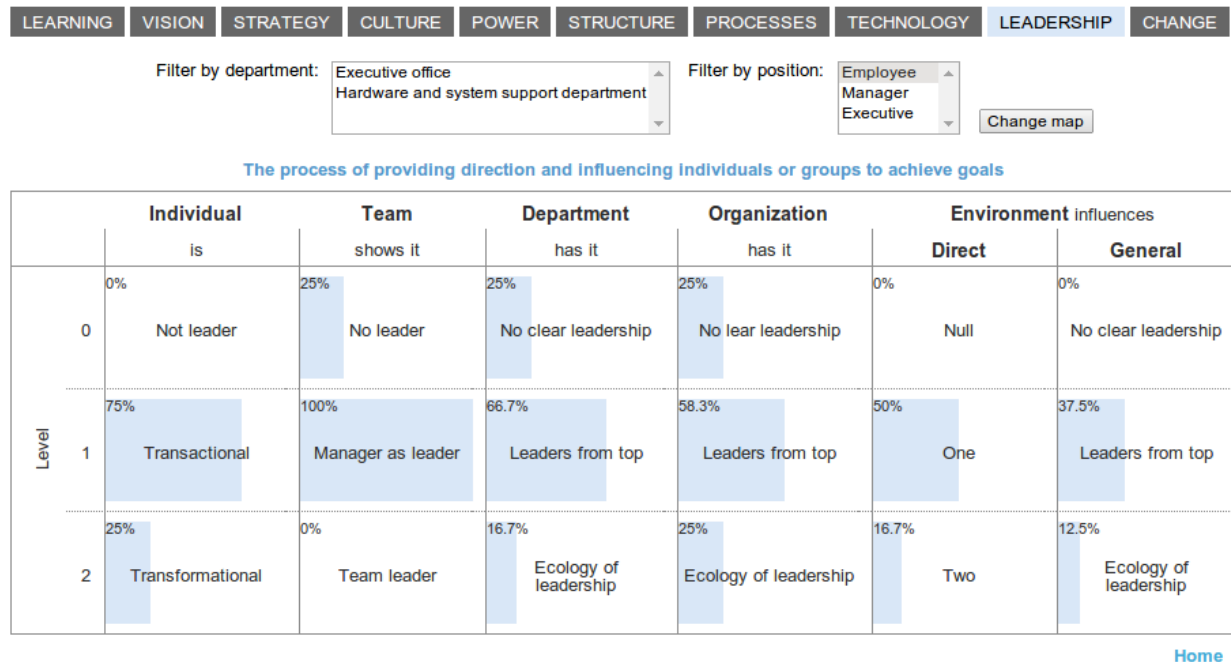 LEARNING VISION STRATEGY CULTURE POWER STRUCTURE PROCESSES TECHNOLOGY LEADERSHIP CHANGE
Filter by department: Executive office Filter by position: Employee
Hardware and system support department Manager
Executive Change map
The process of providing direction and influencing individuals or groups to achieve goals
Individual Team Department Organization Environment influences
is shows it has it has it Direct General
0% 25% 25% 25% 0% 0%
0 Not leader No leader No clear leadership No lear leadership Null No clear leadership
75% 100% 66.7% 58.3% 50% 37.5%
Level 1 Transactional Manager as leader Leaders from top Leaders from top One Leaders from top
25% 0% 16.7% 25% 16.7% 12.5%
2 Transformational Team leader Ecology of leadership Ecology of leadership Two Ecology of leadership
Home